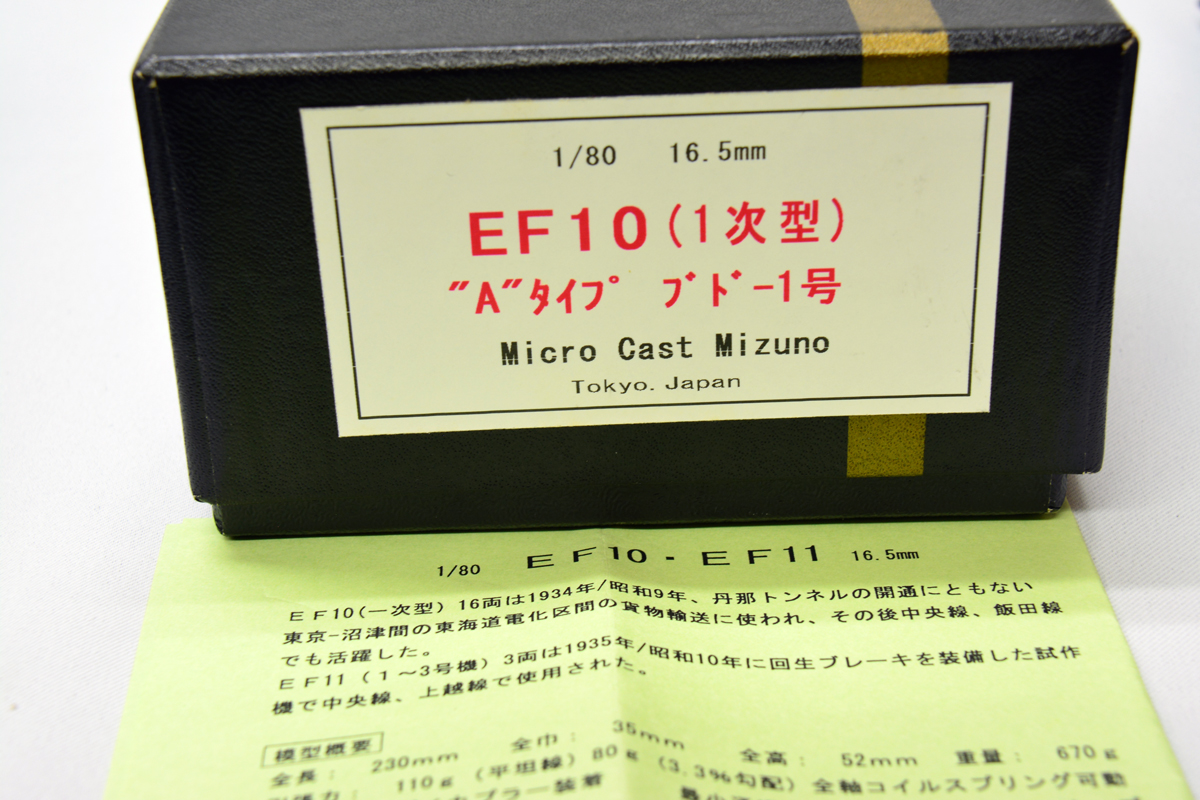 1/80 16.5mm
EF10(1次型)
"A"ﾀｲﾌﾟ ﾌﾞﾄﾞｰ1号
Micro Cast Mizuno
Tokyo. Japan
1/80 EF10-EF11 16.5mm
EF10(一次型)16両は1934年/昭和9年、丹那トンネルの開通にともない
東京-沼津間の東海道電化区間の貨物輸送に使われ、その後中央線、飯田線
でも活躍した。
EF11(1~3号機)3両は1935年/昭和10年に回生ブレーキを装備した試作
機で中央線、上越線で使用された。
模型概要
全長: 230mm 全巾: 35mm 全高: 52mm 重量: 670g
110g (平坦線) 80g (3.3%勾配) 全軸コイルスプリング可動
カプラー装着